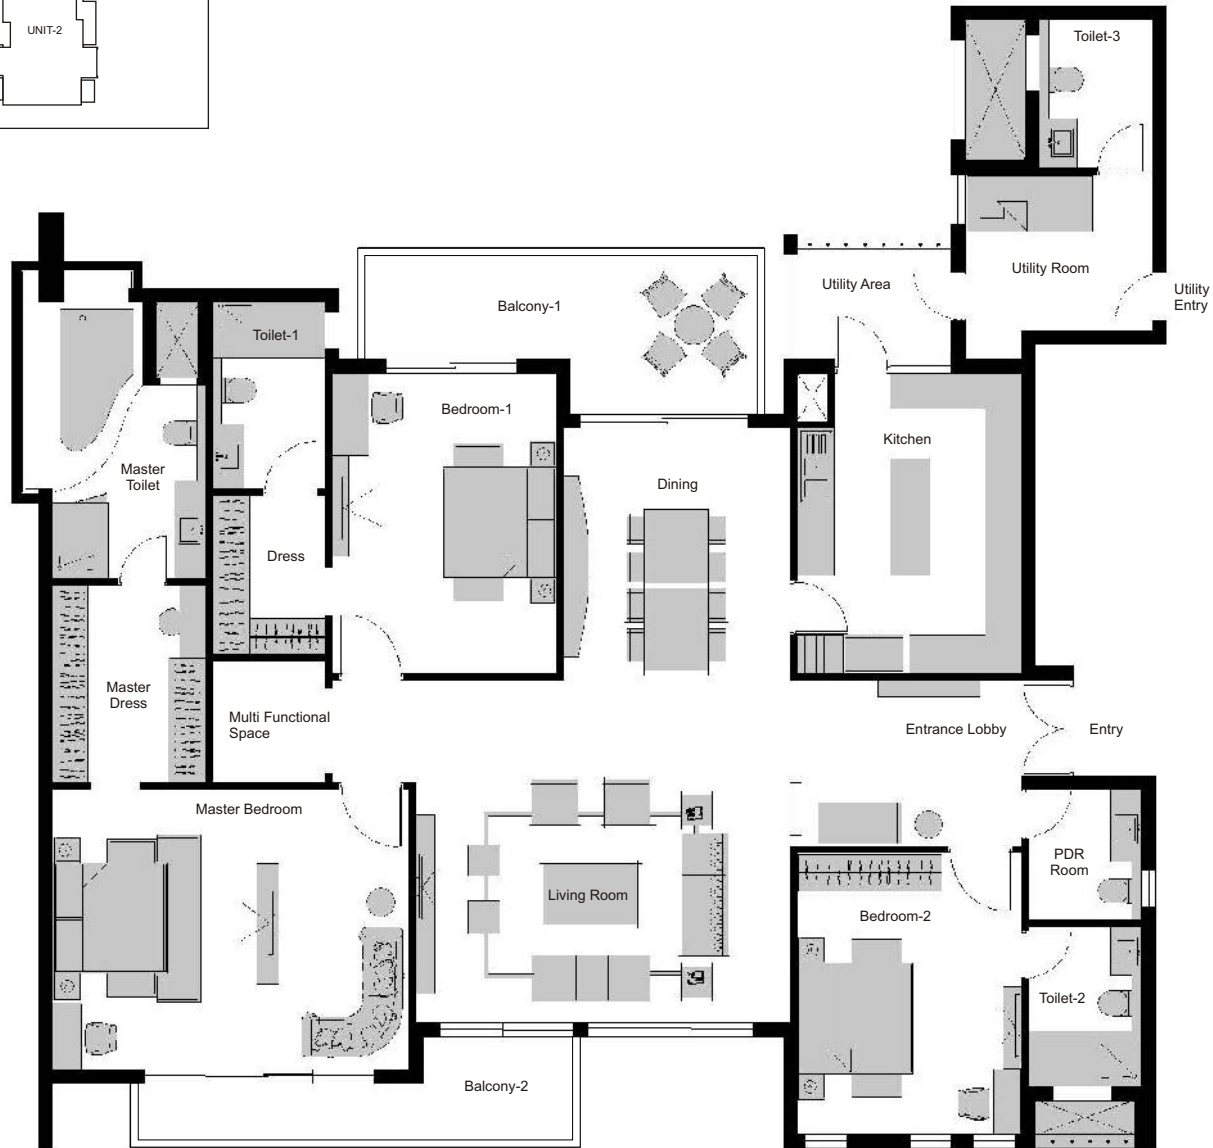 UNIT-2
Toilet-3
Utility Room
Utility
Entry
Utility Area
Balcony-1
Toilet-1
Bedroom-1
Kitchen
Master
Toilet
Dining
Dress
Master
Dress
Multi Functional
Space
Entrance Lobby
Entry
Master Bedroom
PDR
Room
Living Room
Bedroom-2
Toilet-2
Balcony-2